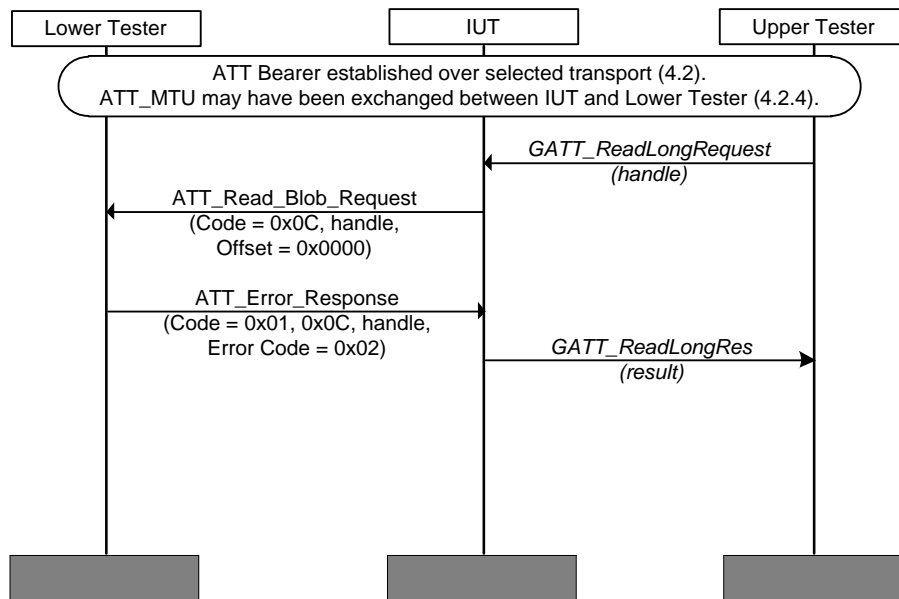 Lower Tester
IUT
Upper Tester
ATT Bearer established over selected transport (4.2).
ATT_MTU may have been exchanged between IUT and Lower Tester (4.2.4).
GATT_ReadLongRequest
(handle)
ATT_Read_Blob_Request
(Code = 0x0C, handle,
Offset = 0x0000)
ATT_Error_Response
(Code = 0x01, 0x0C, handle,
Error Code = 0x02)
GATT_ReadLongRes
(result)